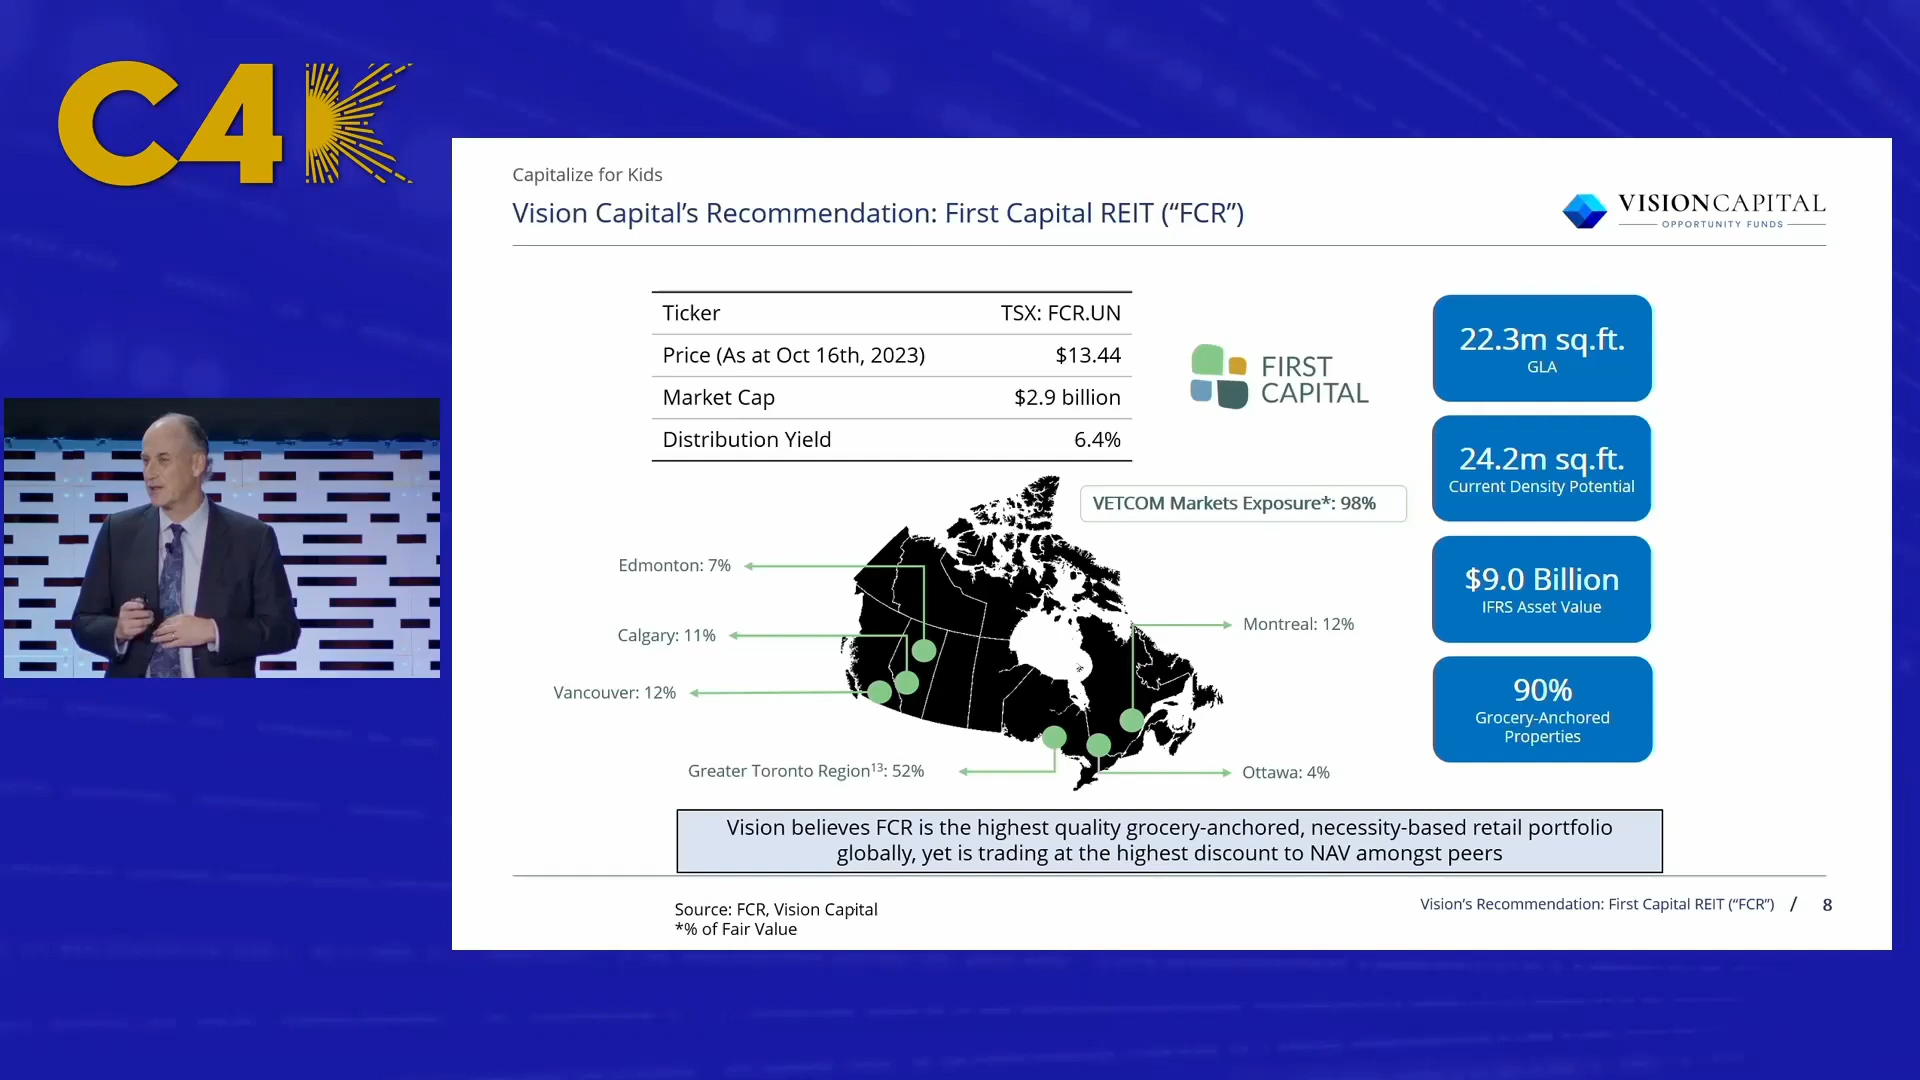 C4K
Capitalize for Kids
Vision Capital’s Recommendation: First Capital REIT (“FCR”)
VISIONCAPITAL
OPPORTUNITY FUNDS
Ticker TSX: FCR.UN
Price (As at Oct 16th, 2023) $13.44
Market Cap $2.9 billion
Distribution Yield 6.4%
FIRST
CAPITAL
22.3m sq.ft.
GLA
24.2m sq.ft.
Current Density Potential
$9.0 Billion
IFRS Asset Value
90%
Grocery-Anchored
Properties
VETCOM Markets Exposure*: 98%
Edmonton: 7%
Calgary: 11%
Vancouver: 12%
Montreal: 12%
Greater Toronto Region¹³: 52%
Ottawa: 4%
Vision believes FCR is the highest quality grocery-anchored, necessity-based retail portfolio
globally, yet is trading at the highest discount to NAV amongst peers
Source: FCR, Vision Capital
*% of Fair Value
Vision’s Recommendation: First Capital REIT (“FCR”) / 8